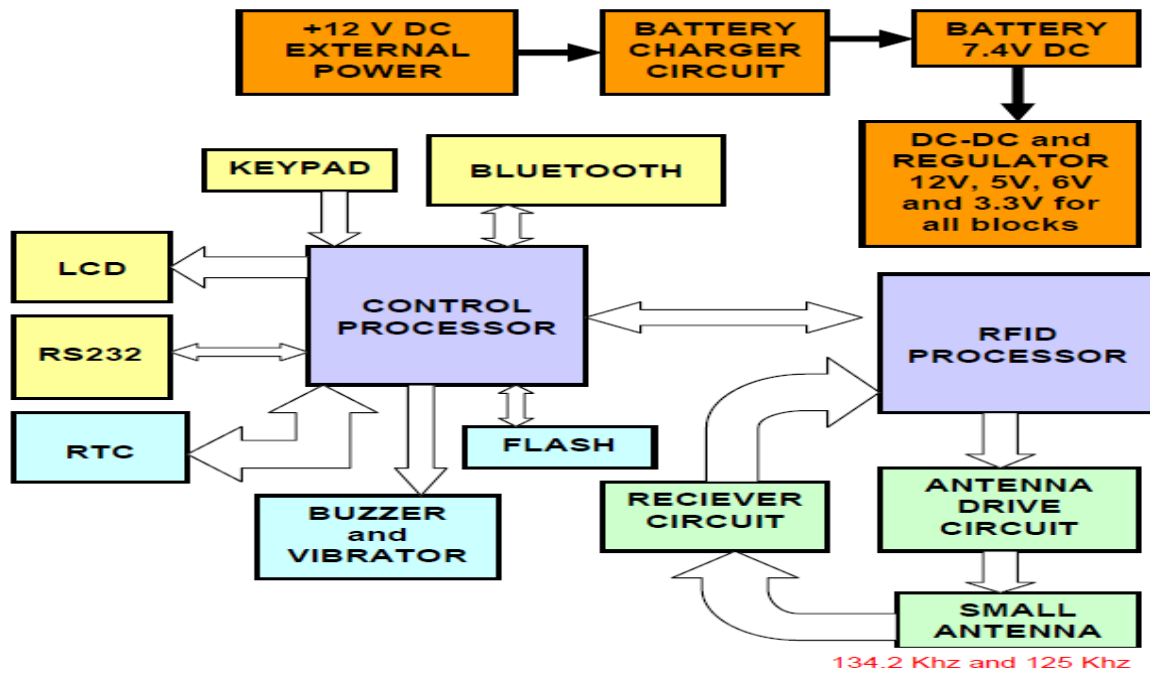 +12 V DC
EXTERNAL
POWER
BATTERY
CHARGER
CIRCUIT
BATTERY
7.4V DC
DC-DC and
REGULATOR
12V, 5V, 6V
and 3.3V for
all blocks
KEYPAD
BLUETOOTH
LCD
CONTROL
PROCESSOR
RS232
RFID
PROCESSOR
RTC
FLASH
BUZZER
and
VIBRATOR
RECIEVER
CIRCUIT
ANTENNA
DRIVE
CIRCUIT
SMALL
ANTENNA
134.2 Khz and 125 Khz